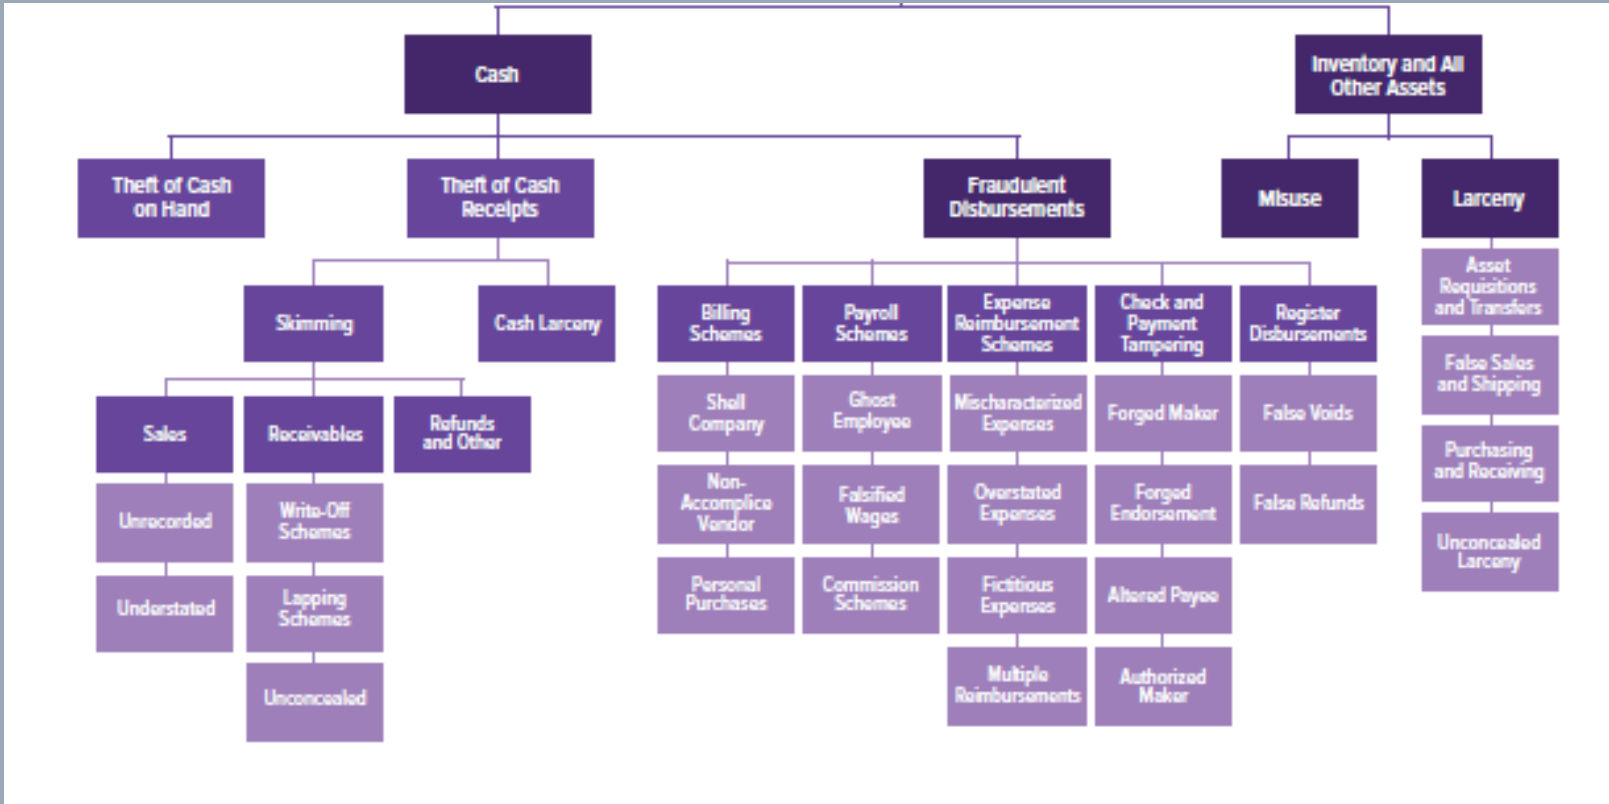 Cash
Inventory and All
Other Assets
Theft of Cash
on Hand
Theft of Cash
Receipts
Fraudulent
Disbursements
Misuse
Larceny
Skimming
Cash Larceny
Billing
Schemes
Payroll
Schemes
Expense
Reimbursement
Schemes
Check and
Payment
Tampering
Register
Disbursements
Asset
Requisitions
and Transfers
False Sales
and Shipping
Purchasing
and Receiving
Unconcealed
Larceny
Sales
Receivables
Refunds
and Other
Unrecorded
Understated
Write-Off
Schemes
Lapping
Schemes
Unconcealed
Shell
Company
Non-
Accomplice
Vendor
Personal
Purchases
Ghost
Employee
Falsified
Wages
Commission
Schemes
Mischaracterized
Expenses
Overstated
Expenses
Fictitious
Expenses
Multiple
Reimbursements
Forged Maker
Forged
Endorsement
Altered Payee
Authorized
Maker
False Voids
False Refunds